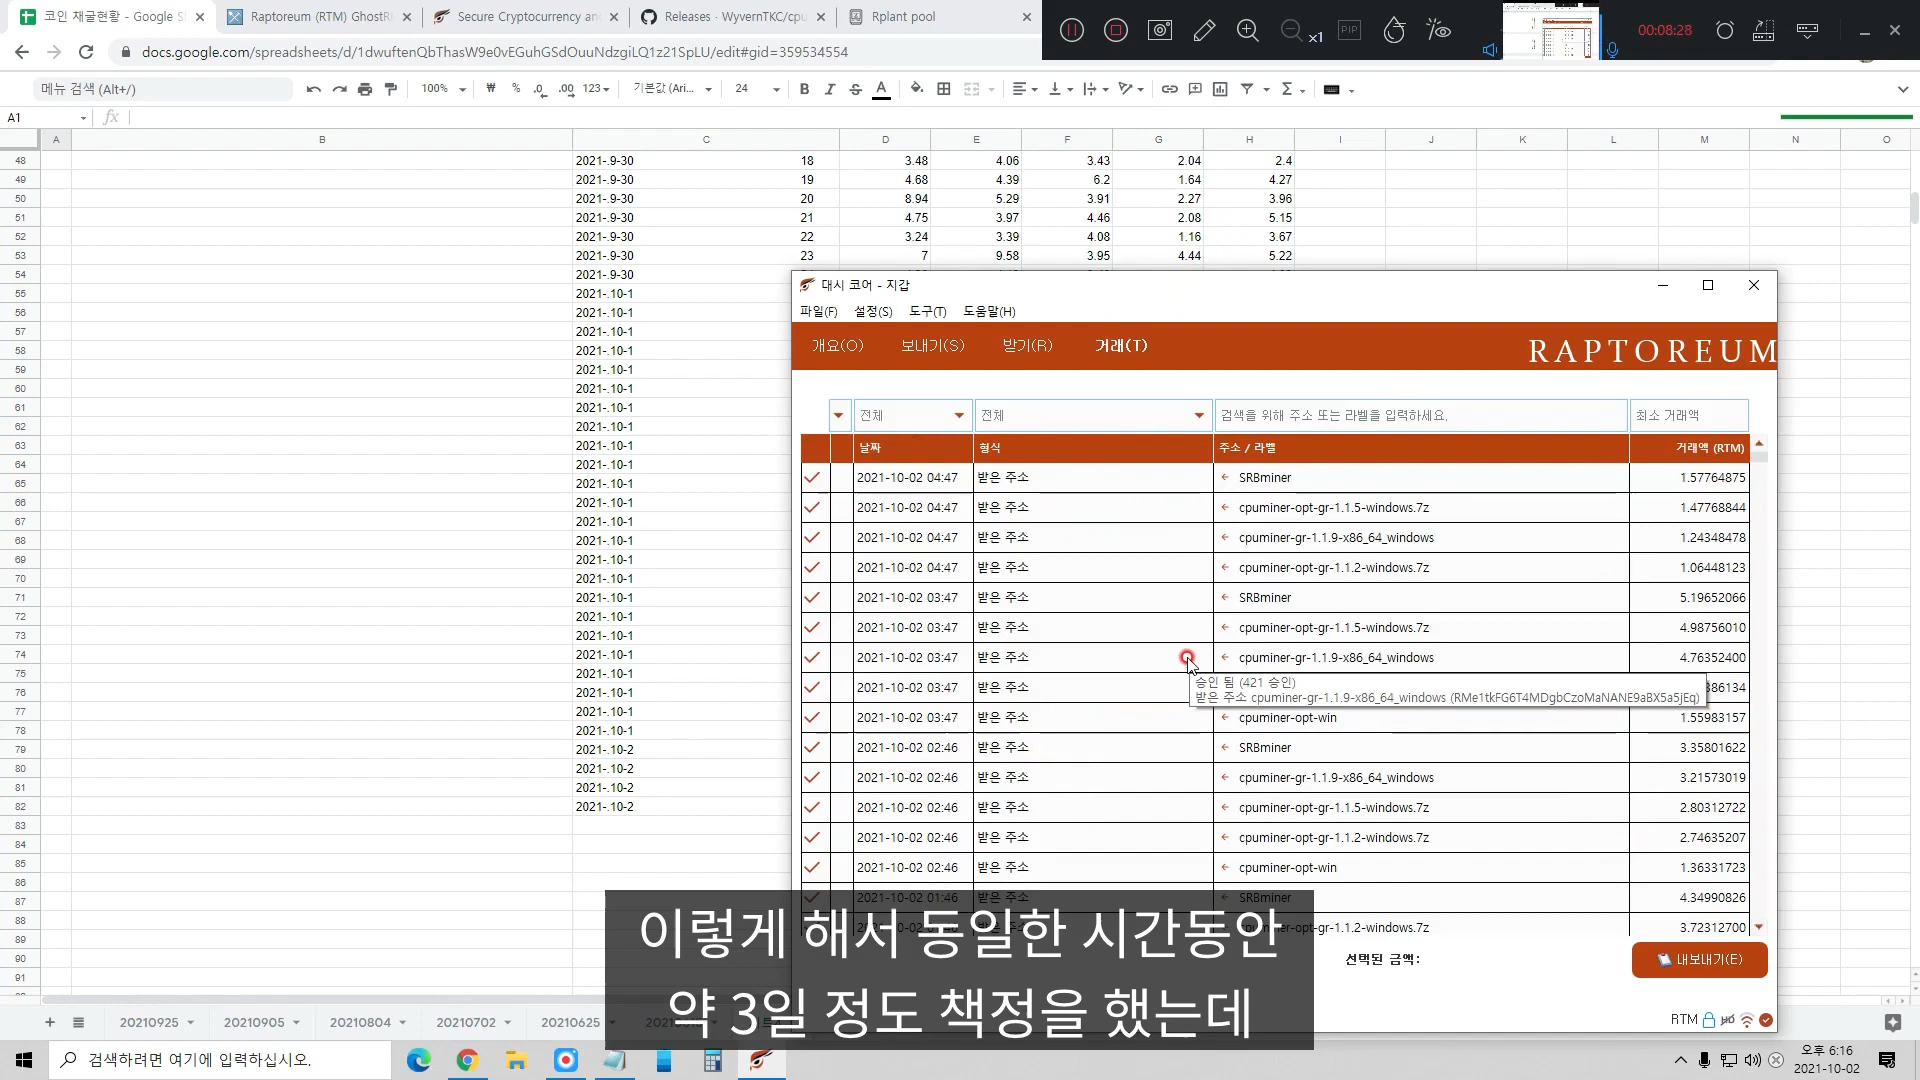 코인 채굴현황 - Google S
Raptoreum (RTM) GhostR
Secure Cryptocurrency an
Releases · WyvernTKC/cpu
Rplant pool
x1
PIP
00:08:28
docs.google.com/spreadsheets/d/1dwuftenQbThasW9e0vEGuhGSdOuuNdzgiLQ1z21SpLU/edit#gid=359534554
메뉴 검색 (Alt+/)
100%
₩
%
.0
.00
123
기본값 (Ari...
24
B
I
S
A
A1
fx
A B C D E F G H I J K L M N O
48 2021-.9-30 18 3.48 4.06 3.43 2.04 2.4
49 2021-.9-30 19 4.68 4.39 6.2 1.64 4.27
50 2021-.9-30 20 8.94 5.29 3.91 2.27 3.96
51 2021-.9-30 21 4.75 3.97 4.46 2.08 5.15
52 2021-.9-30 22 3.24 3.39 4.08 1.16 3.67
53 2021-.9-30 23 7 9.58 3.95 4.44 5.22
54 2021-.9-30
55 2021-.10-1
56 2021-.10-1
57 2021-.10-1
58 2021-.10-1
59 2021-.10-1
60 2021-.10-1
61 2021-.10-1
62 2021-.10-1
63 2021-.10-1
64 2021-.10-1
65 2021-.10-1
66 2021-.10-1
67 2021-.10-1
68 2021-.10-1
69 2021-.10-1
70 2021-.10-1
71 2021-.10-1
72 2021-.10-1
73 2021-.10-1
74 2021-.10-1
75 2021-.10-1
76 2021-.10-1
77 2021-.10-1
78 2021-.10-1
79 2021-.10-2
80 2021-.10-2
81 2021-.10-2
82 2021-.10-2
83
84
85
86
87
88
89
90
91
대시 코어 - 지갑
파일(F) 설정(S) 도구(T) 도움말(H)
개요(O) 보내기(S) 받기(R) 거래(T)
RAPTOREUM
전체 전체 검색을 위해 주소 또는 라벨을 입력하세요. 최소 거래액
날짜 형식 주소 / 라벨 거래액 (RTM)
2021-10-02 04:47 받은 주소 SRBminer 1.57764875
2021-10-02 04:47 받은 주소 cpuminer-opt-gr-1.1.5-windows.7z 1.47768844
2021-10-02 04:47 받은 주소 cpuminer-gr-1.1.9-x86_64_windows 1.24348478
2021-10-02 04:47 받은 주소 cpuminer-opt-gr-1.1.2-windows.7z 1.06448123
2021-10-02 03:47 받은 주소 SRBminer 5.19652066
2021-10-02 03:47 받은 주소 cpuminer-opt-gr-1.1.5-windows.7z 4.98756010
2021-10-02 03:47 받은 주소 cpuminer-gr-1.1.9-x86_64_windows 4.76352400
2021-10-02 03:47 받은 주소 386134
승인 됨 (421 승인)
받은 주소 cpuminer-gr-1.1.9-x86_64_windows (RMe1tkFG6T4MDgbCzoMaNANE9aBX5a5jEq)
2021-10-02 03:47 받은 주소 cpuminer-opt-win 1.55983157
2021-10-02 02:46 받은 주소 SRBminer 3.35801622
2021-10-02 02:46 받은 주소 cpuminer-gr-1.1.9-x86_64_windows 3.21573019
2021-10-02 02:46 받은 주소 cpuminer-opt-gr-1.1.5-windows.7z 2.80312722
2021-10-02 02:46 받은 주소 cpuminer-opt-gr-1.1.2-windows.7z 2.74635207
2021-10-02 02:46 받은 주소 cpuminer-opt-win 1.36331723
2021-10-02 01:46 받은 주소 SRBminer 4.34990826
t-gr-1.1.2-windows.7z 3.72312700
이렇게 해서 동일한 시간동안
약 3일 정도 책정을 했는데
선택된 금액:
내보내기(E)
RTM
HD
20210925 20210905 20210804 20210702 20210625
검색하려면 여기에 입력하십시오.
오후 6:16
2021-10-02